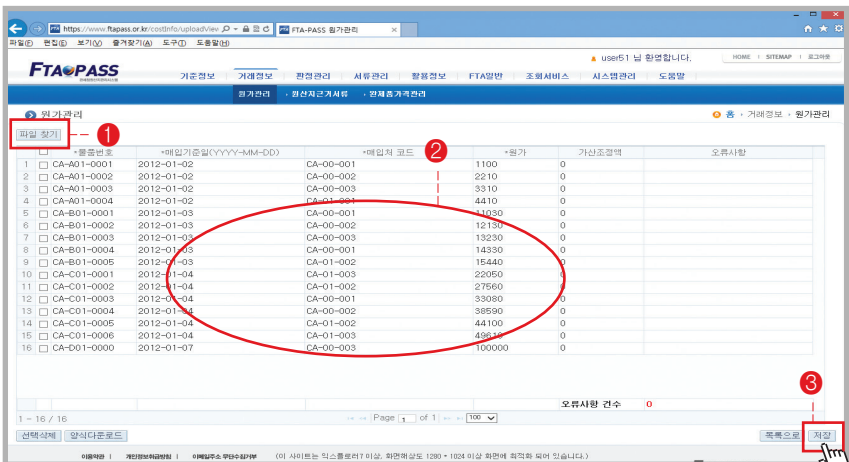 https://www.ftapass.or.kr/costInfo/uploadView
FTA-PASS 원가관리
파일(F) 편집(E) 보기(V) 즐겨찾기(A) 도구(T) 도움말(H)
user51 님 환영합니다. HOME | SITEMAP | 로그아웃
FTA PASS
기준정보 거래정보 판정관리 서류관리 활용정보 FTA일반 조회서비스 시스템관리 도움말
원가관리 · 원산지근거서류 · 완제품가격관리
원가관리 홈 › 거래정보 › 원가관리
파일 찾기 1
*물품번호 *매입기준일(YYYY-MM-DD) *매입처 코드 2 *원가 가산조정액 오류사항
1 CA-A01-0001 2012-01-02 CA-00-001 1100 0
2 CA-A01-0002 2012-01-02 CA-00-002 2210 0
3 CA-A01-0003 2012-01-02 CA-00-003 3310 0
4 CA-A01-0004 2012-01-02 CA-01-001 4410 0
5 CA-B01-0001 2012-01-03 CA-00-001 11030 0
6 CA-B01-0002 2012-01-03 CA-00-002 12130 0
7 CA-B01-0003 2012-01-03 CA-00-003 13230 0
8 CA-B01-0004 2012-01-03 CA-00-001 14330 0
9 CA-B01-0005 2012-01-03 CA-01-002 15440 0
10 CA-C01-0001 2012-01-04 CA-01-003 22050 0
11 CA-C01-0002 2012-01-04 CA-01-002 27560 0
12 CA-C01-0003 2012-01-04 CA-00-001 33080 0
13 CA-C01-0004 2012-01-04 CA-00-002 38590 0
14 CA-C01-0005 2012-01-04 CA-01-002 44100 0
15 CA-C01-0006 2012-01-04 CA-01-003 49610 0
16 CA-D01-0000 2012-01-07 CA-00-003 100000 0
3
오류사항 건수 0
1 - 16 / 16 Page 1 of 1 100
선택삭제 양식다운로드 목록으로 저장
이용약관 | 개인정보취급방침 | 이메일주소 무단수집거부 (이 사이트는 익스플로러7 이상, 화면해상도 1280 * 1024 이상 화면에 최적화 되어 있습니다.)